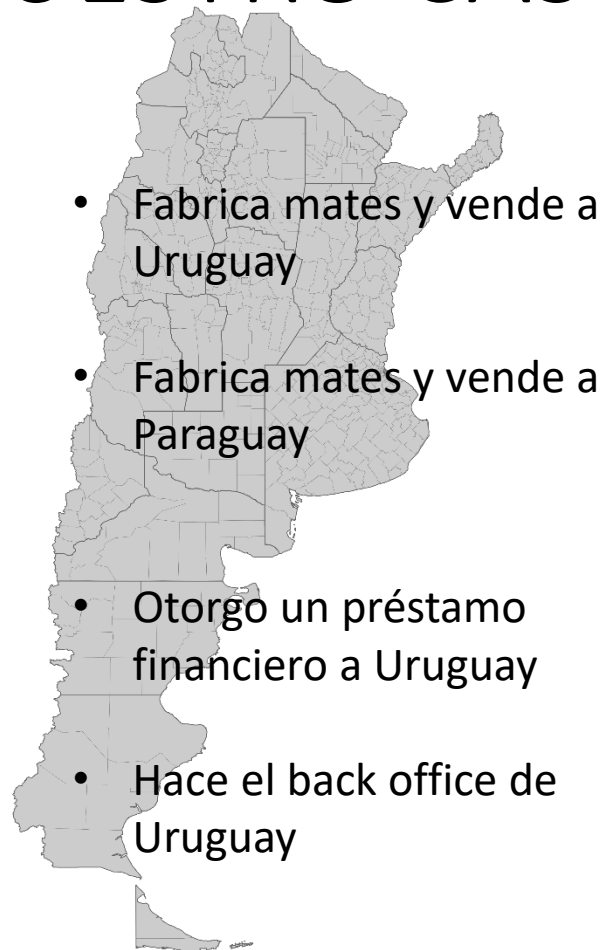 • Fabrica mates y vende a
Uruguay
• Fabrica mates y vende a
Paraguay
• Otorgo un préstamo
financiero a Uruguay
• Hace el back office de
Uruguay